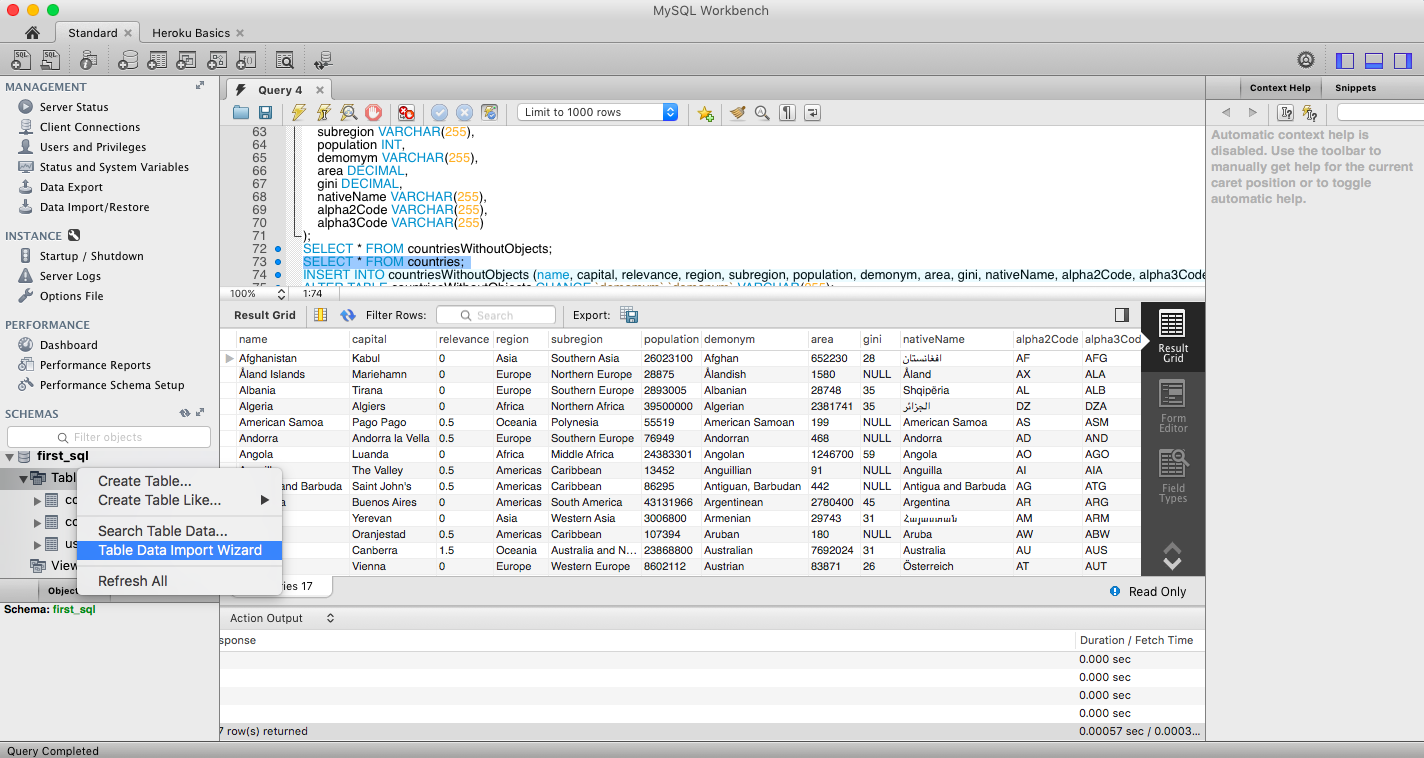 MySQL Workbench
Standard
Heroku Basics
MANAGEMENT
Server Status
Client Connections
Users and Privileges
Status and System Variables
Data Export
Data Import/Restore
INSTANCE
Startup / Shutdown
Server Logs
Options File
PERFORMANCE
Dashboard
Performance Reports
Performance Schema Setup
SCHEMAS
Filter objects
first_sql
Tabl
co
co
us
View
Create Table...
Create Table Like...
Search Table Data...
Table Data Import Wizard
Refresh All
Object
Schema: first_sql
Query 4
Limit to 1000 rows
63 subregion VARCHAR(255),
64 population INT,
65 demomym VARCHAR(255),
66 area DECIMAL,
67 gini DECIMAL,
68 nativeName VARCHAR(255),
69 alpha2Code VARCHAR(255),
70 alpha3Code VARCHAR(255)
71 );
72 SELECT * FROM countriesWithoutObjects;
73 SELECT * FROM countries;
74 INSERT INTO countriesWithoutObjects (name, capital, relevance, region, subregion, population, demonym, area, gini, nativeName, alpha2Code, alpha3Code
75 ALTER TABLE countriesWithoutObjects CHANGE `demomym` `demonym` VARCHAR(255);
100% 1:74
Result Grid Filter Rows: Search Export:
name capital relevance region subregion population demonym area gini nativeName alpha2Code alpha3Cod
Afghanistan Kabul 0 Asia Southern Asia 26023100 Afghan 652230 28 افغانستان AF AFG
Åland Islands Mariehamn 0 Europe Northern Europe 28875 Ålandish 1580 NULL Åland AX ALA
Albania Tirana 0 Europe Southern Europe 2893005 Albanian 28748 35 Shqipëria AL ALB
Algeria Algiers 0 Africa Northern Africa 39500000 Algerian 2381741 35 الجزائر DZ DZA
American Samoa Pago Pago 0.5 Oceania Polynesia 55519 American Samoan 199 NULL American Samoa AS ASM
Andorra Andorra la Vella 0.5 Europe Southern Europe 76949 Andorran 468 NULL Andorra AD AND
Angola Luanda 0 Africa Middle Africa 24383301 Angolan 1246700 59 Angola AO AGO
The Valley 0.5 Americas Caribbean 13452 Anguillian 91 NULL Anguilla AI AIA
and Barbuda Saint John's 0.5 Americas Caribbean 86295 Antiguan, Barbudan 442 NULL Antigua and Barbuda AG ATG
Buenos Aires 0 Americas South America 43131966 Argentinean 2780400 45 Argentina AR ARG
Yerevan 0 Asia Western Asia 3006800 Armenian 29743 31 Հայաստան AM ARM
Oranjestad 0.5 Americas Caribbean 107394 Aruban 180 NULL Aruba AW ABW
Canberra 1.5 Oceania Australia and N... 23868800 Australian 7692024 31 Australia AU AUS
Vienna 0 Europe Western Europe 8602112 Austrian 83871 26 Österreich AT AUT
ries 17
Read Only
Result Grid
Form Editor
Field Types
Action Output
sponse Duration / Fetch Time
0.000 sec
0.000 sec
0.000 sec
0.000 sec
7 row(s) returned 0.00057 sec / 0.0003...
Context Help
Snippets
Automatic context help is
disabled. Use the toolbar to
manually get help for the current
caret position or to toggle
automatic help.
Query Completed